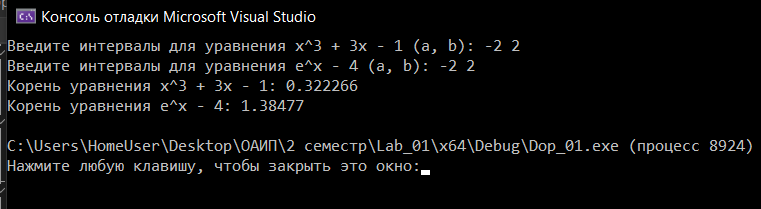 Консоль отладки Microsoft Visual Studio
Введите интервалы для уравнения x^3 + 3x - 1 (a, b): -2 2
Введите интервалы для уравнения e^x - 4 (a, b): -2 2
Корень уравнения x^3 + 3x - 1: 0.322266
Корень уравнения e^x - 4: 1.38477
C:\Users\HomeUser\Desktop\ОАИП\2 семестр\Lab_01\x64\Debug\Dop_01.exe (процесс 8924)
Нажмите любую клавишу, чтобы закрыть это окно: